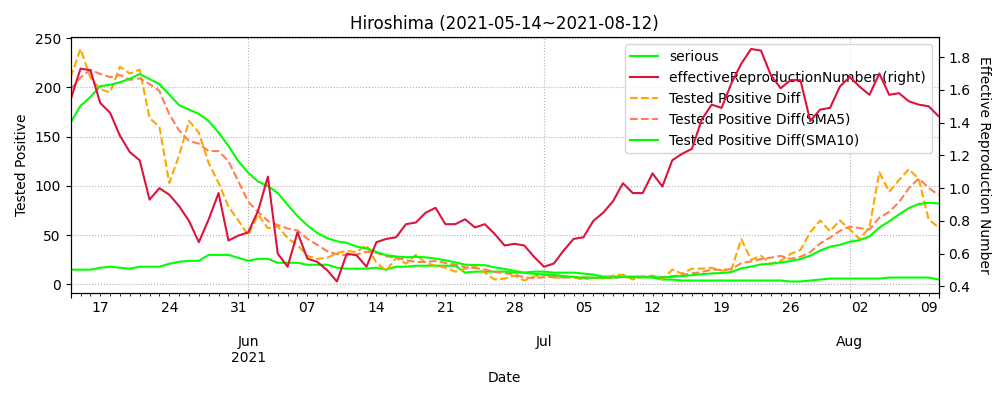 Hiroshima (2021-05-14~2021-08-12)
serious
effectiveReproductionNumber (right)
Tested Positive Diff
Tested Positive Diff(SMA5)
Tested Positive Diff(SMA10)
Tested Positive
250
200
150
100
50
0
1.8
1.6
1.4
1.2
1.0
0.8
0.6
0.4
Effective Reproduction Number
17 24 31 07 14 21 28 05 12 19 26 02 09
Jun Jul Aug
2021
Date